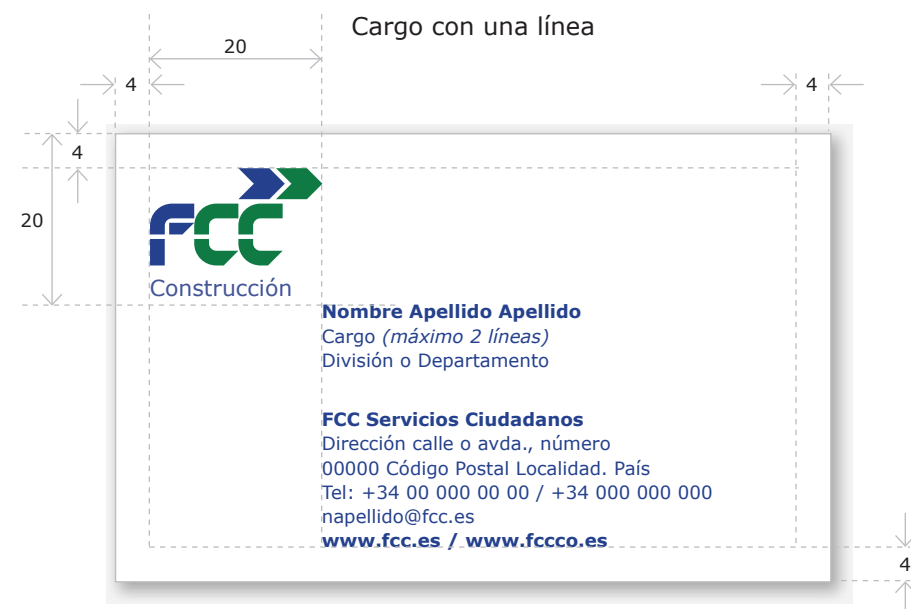 Cargo con una línea
20
4
4
4
20
FCC
Construcción
Nombre Apellido Apellido
Cargo (máximo 2 líneas)
División o Departamento
FCC Servicios Ciudadanos
Dirección calle o avda., número
00000 Código Postal Localidad. País
Tel: +34 00 000 00 00 / +34 000 000 000
napellido@fcc.es
www.fcc.es / www.fccco.es
4